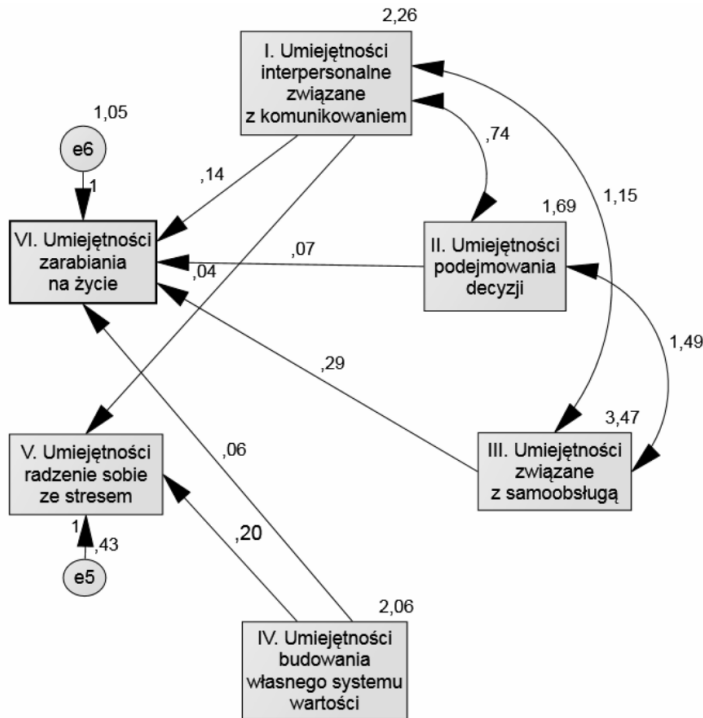 2,26
I. Umiejętności
interpersonalne
związane
z komunikowaniem
1,05
e6
1
,14
,74
1,15
VI. Umiejętności
zarabiania
na życie
1,69
II. Umiejętności
podejmowania
decyzji
,07
,04
,29
1,49
3,47
III. Umiejętności
związane
z samoobsługą
V. Umiejętności
radzenie sobie
ze stresem
,06
1
,43
e5
,20
2,06
IV. Umiejętności
budowania
własnego systemu
wartości